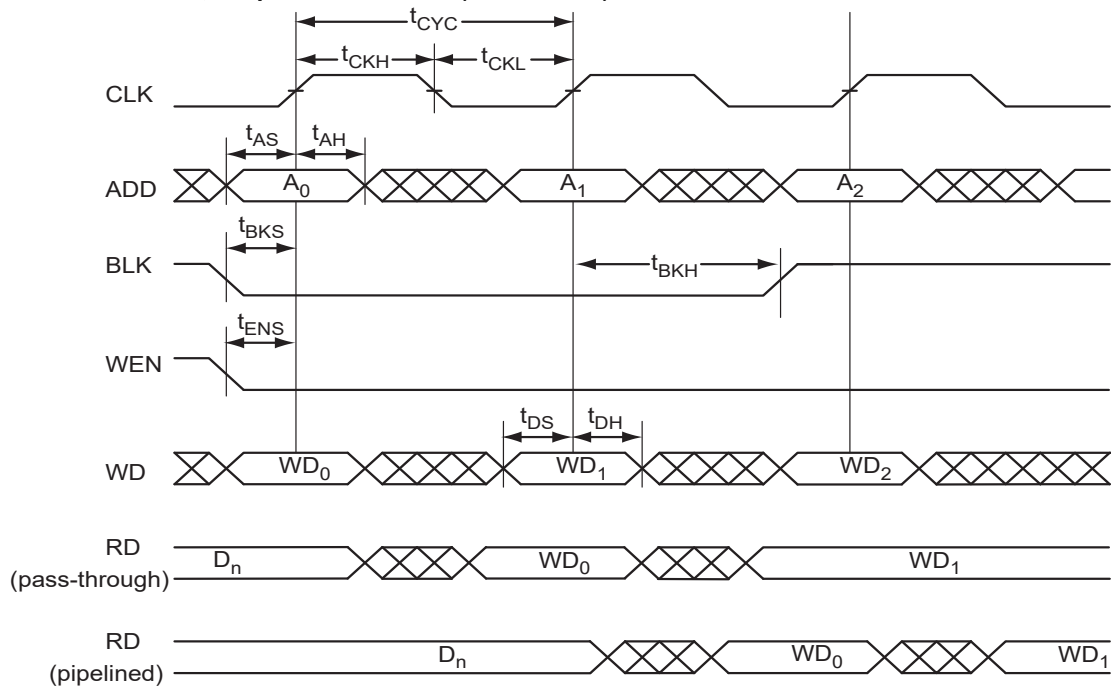 tCYC
tCKH tCKL
CLK
tAS tAH
ADD A0 A1 A2
tBKS
BLK tBKH
tENS
WEN
tDS tDH
WD WD0 WD1 WD2
RD
(pass-through) Dn WD0 WD1
RD
(pipelined) Dn WD0 WD1